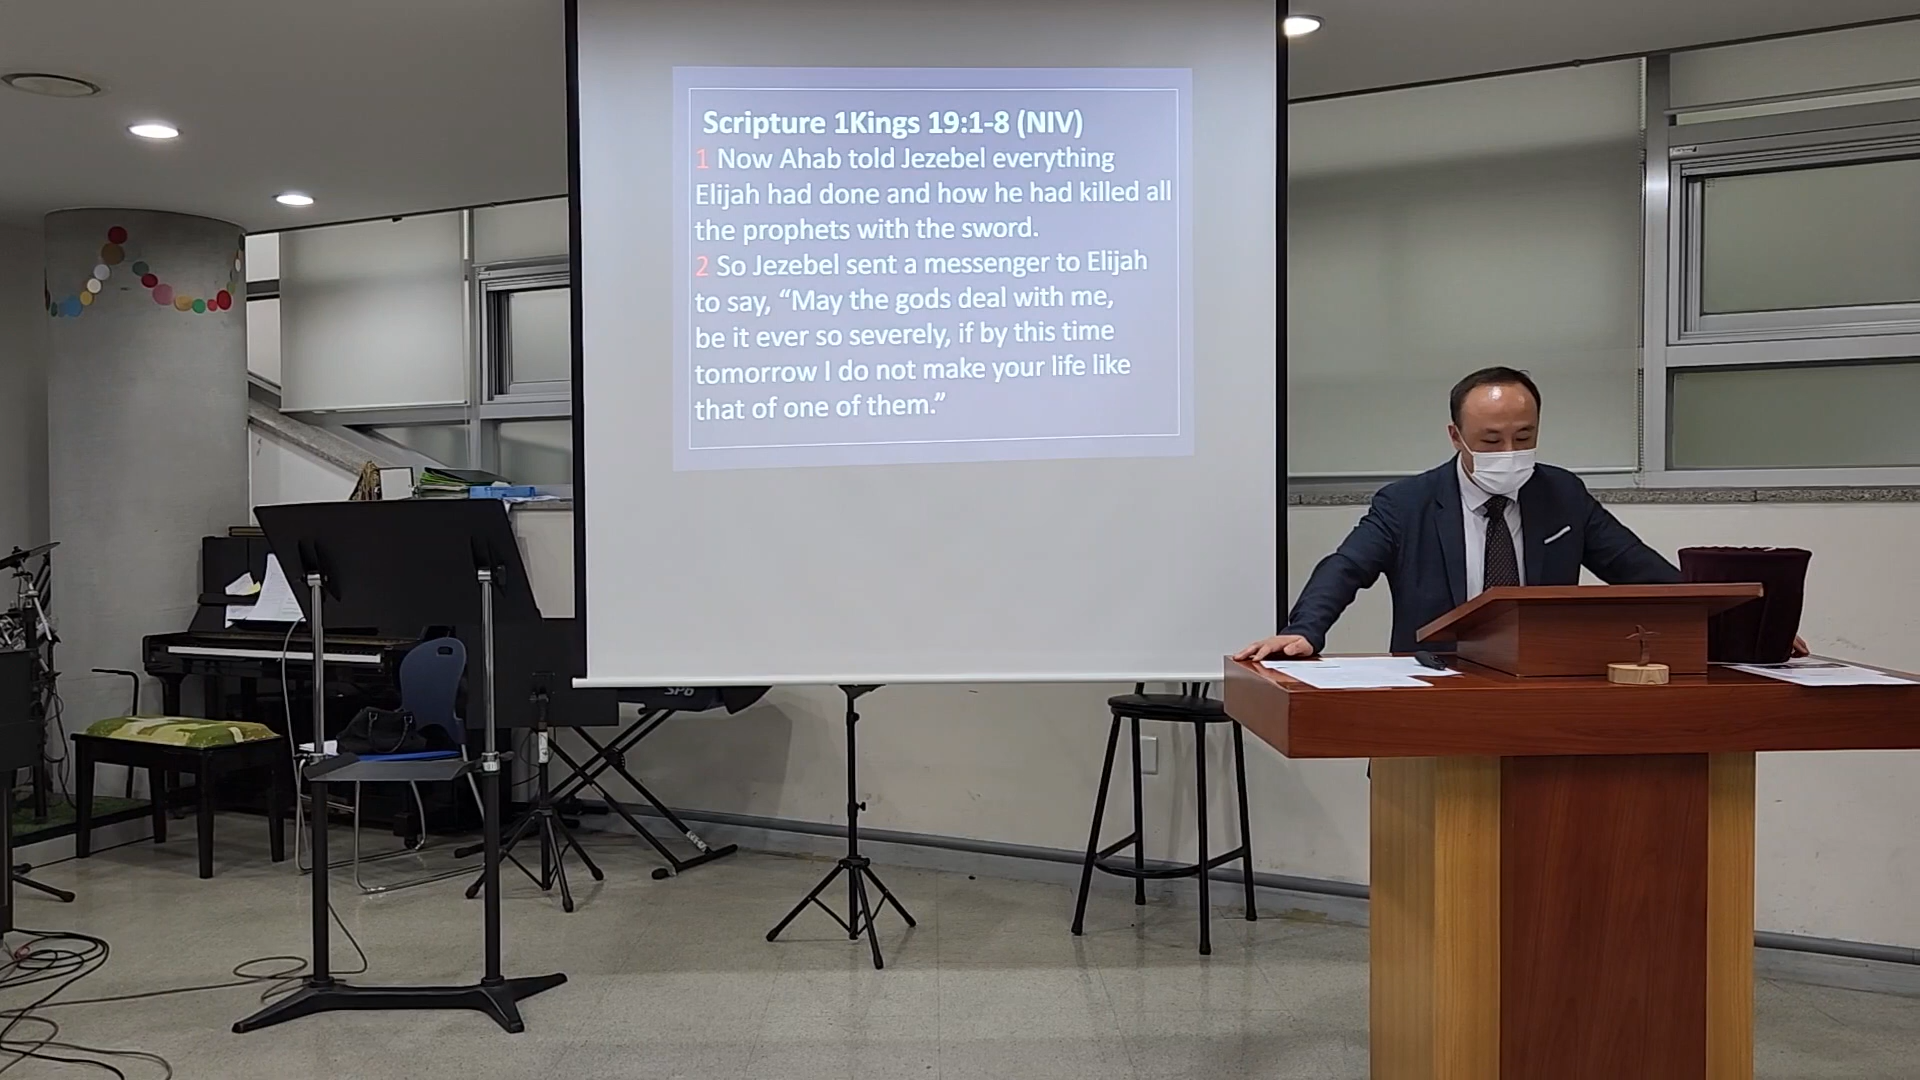 Scripture 1Kings 19:1-8 (NIV)
1 Now Ahab told Jezebel everything
Elijah had done and how he had killed all
the prophets with the sword.
2 So Jezebel sent a messenger to Elijah
to say, “May the gods deal with me,
be it ever so severely, if by this time
tomorrow I do not make your life like
that of one of them.”